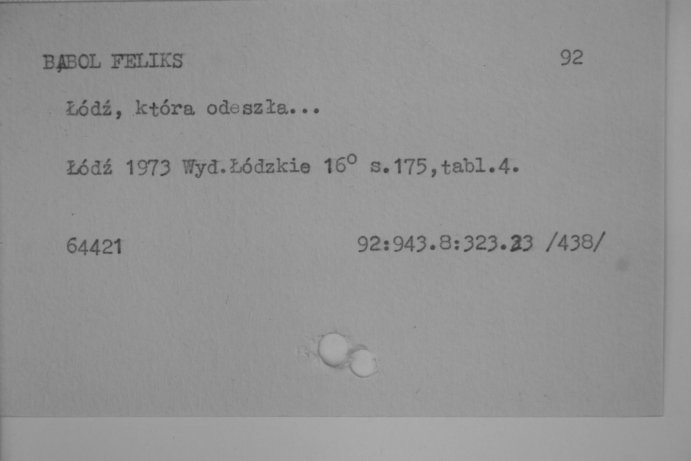 BĄBOL FELIKS 92
Łódź, która odeszła...
Łódź 1973 Wyd.Łódzkie 16° s.175,tabl.4.
64421 92:943.8:323.23 /438/